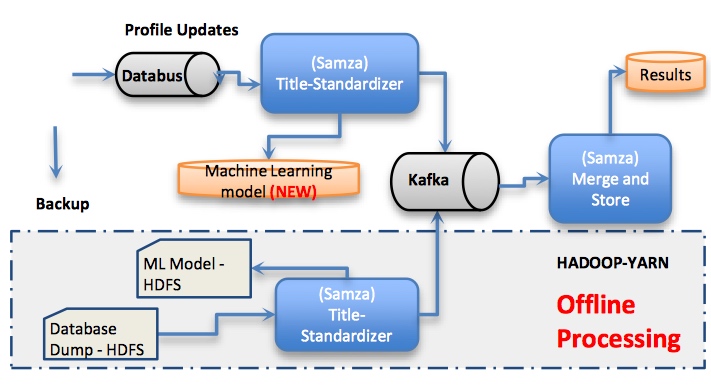 Profile Updates
Databus
(Samza)
Title-Standardizer
Results
Machine Learning
model (NEW)
Kafka
(Samza)
Merge and
Store
Backup
ML Model -
HDFS
HADOOP-YARN
(Samza)
Title-
Standardizer
Offline
Processing
Database
Dump - HDFS